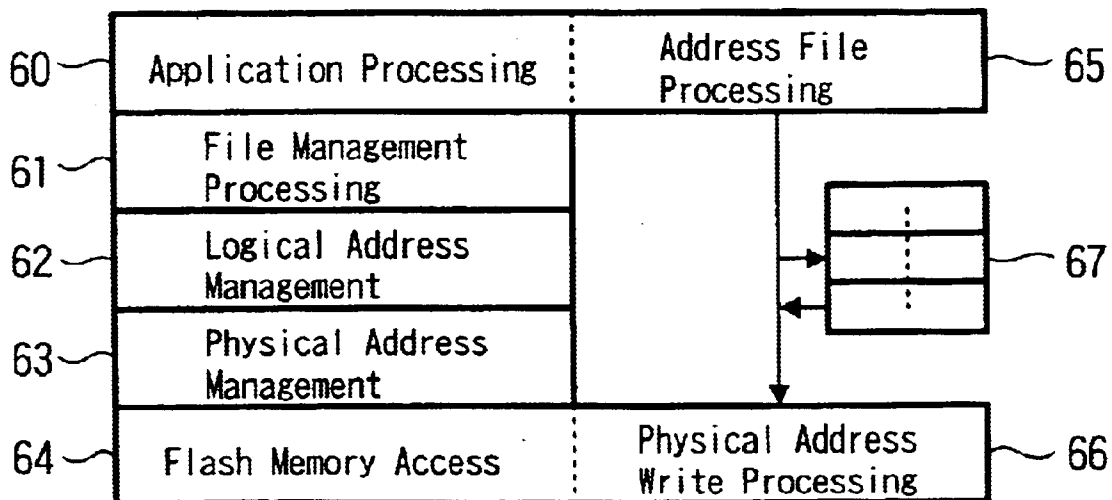 60
Application Processing
Address File
Processing
65
61
File Management
Processing
62
Logical Address
Management
67
63
Physical Address
Management
64
Flash Memory Access
Physical Address
Write Processing
66